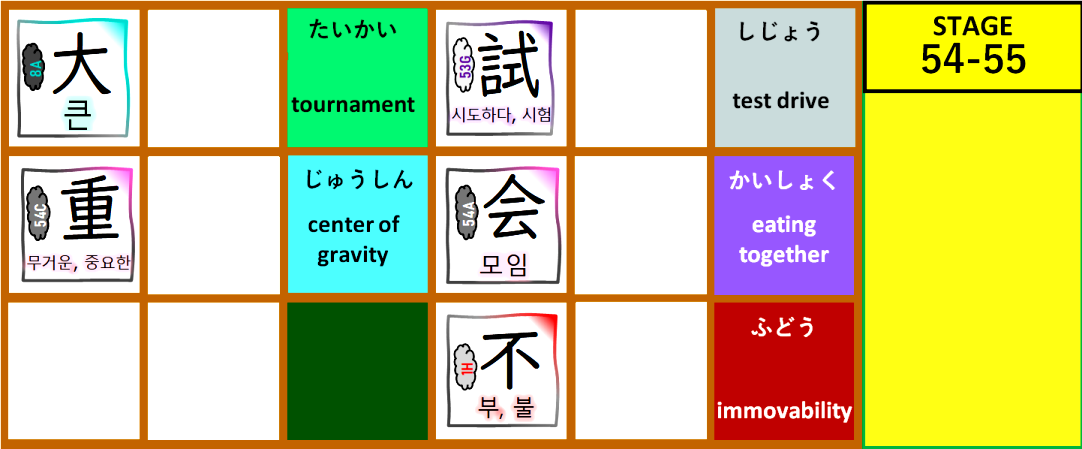 8A
大
큰
たいかい
tournament
53G
試
시도하다, 시험
しじょう
test drive
STAGE
54-55
54C
重
무거운, 중요한
じゅうしん
center of
gravity
54A
会
모임
かいしょく
eating
together
1H
不
부, 불
ふどう
immovability